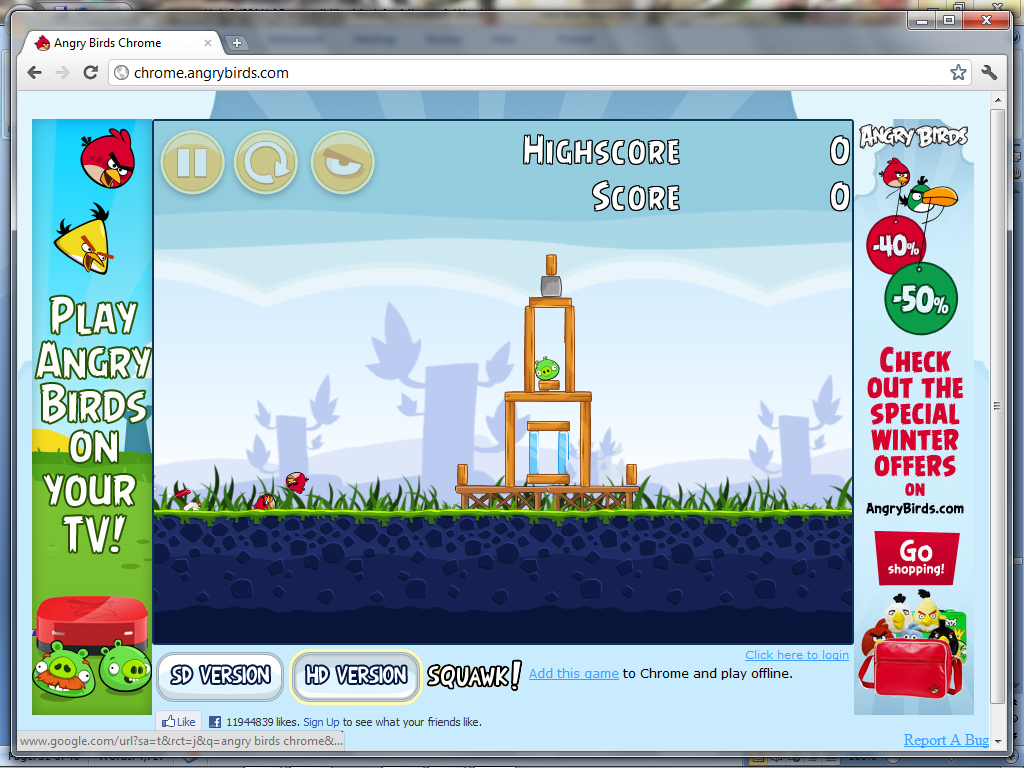 Angry Birds Chrome
chrome.angrybirds.com
HIGHSCORE 0
SCORE 0
PLAY
ANGRY
BIRDS
ON
YOUR
TV!
ANGRY BIRDS
-40%
-50%
CHECK
OUT THE
SPECIAL
WINTER
OFFERS
ON
AngryBirds.com
GO
SHOPPING!
SD VERSION
HD VERSION
SQUAWK!
Click here to login
Add this game to Chrome and play offline.
Like
11944839 likes. Sign Up to see what your friends like.
www.google.com/url?sa=t&rct=j&q=angry birds chrome&...
Report A Bug